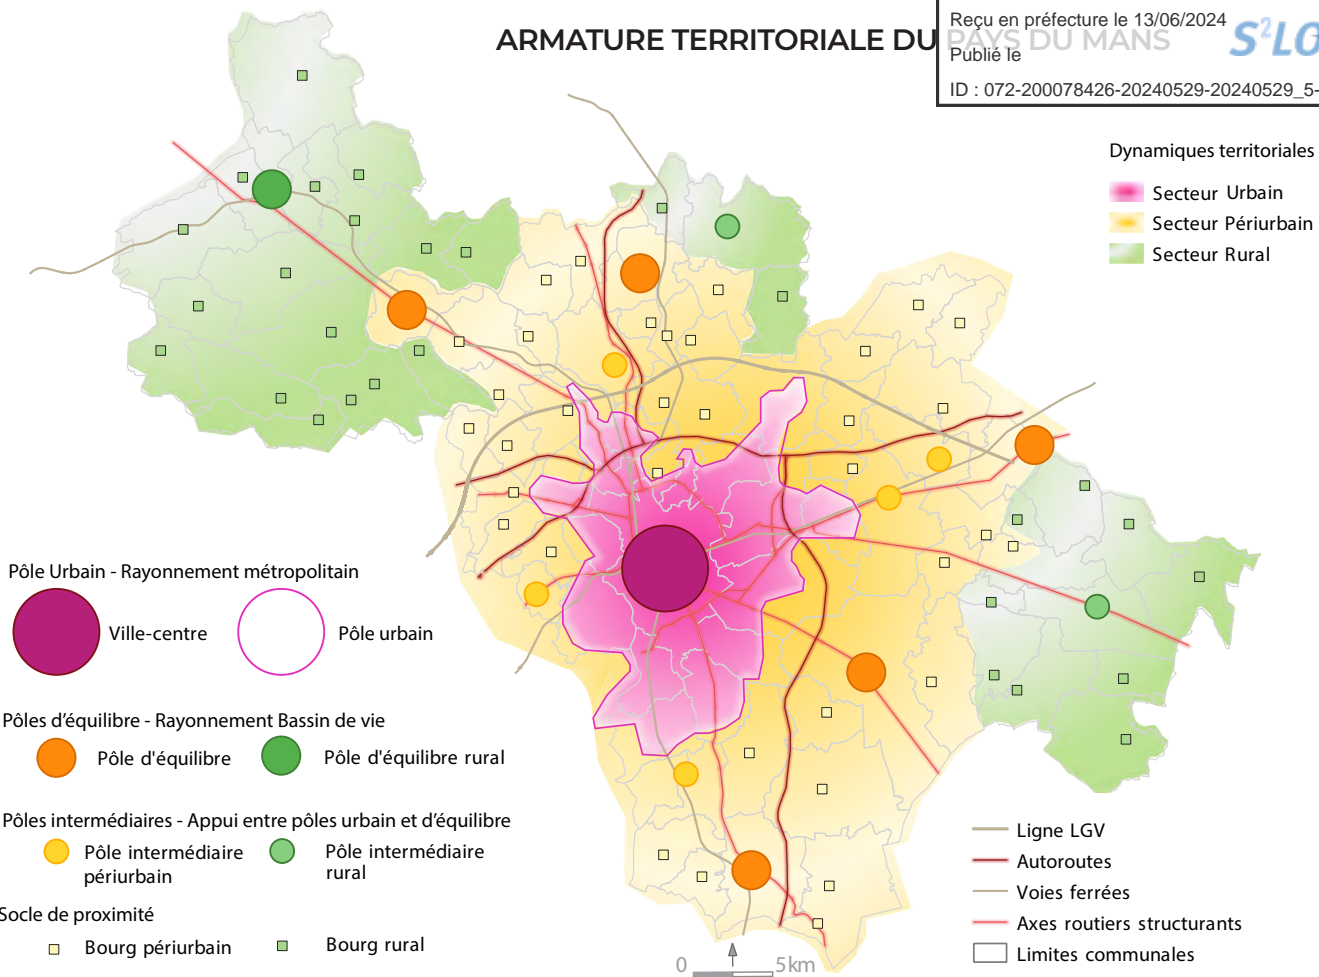 ARMATURE TERRITORIALE DU PAYS DU MANS
Reçu en préfecture le 13/06/2024
Publié le
ID : 072-200078426-20240529-20240529_5-
S²LO
Dynamiques territoriales
Secteur Urbain
Secteur Périurbain
Secteur Rural
Pôle Urbain - Rayonnement métropolitain
Ville-centre
Pôle urbain
Pôles d'équilibre - Rayonnement Bassin de vie
Pôle d'équilibre
Pôle d'équilibre rural
Pôles intermédiaires - Appui entre pôles urbain et d'équilibre
Pôle intermédiaire
périurbain
Pôle intermédiaire
rural
Socle de proximité
Bourg périurbain
Bourg rural
Ligne LGV
Autoroutes
Voies ferrées
Axes routiers structurants
Limites communales
0 5km